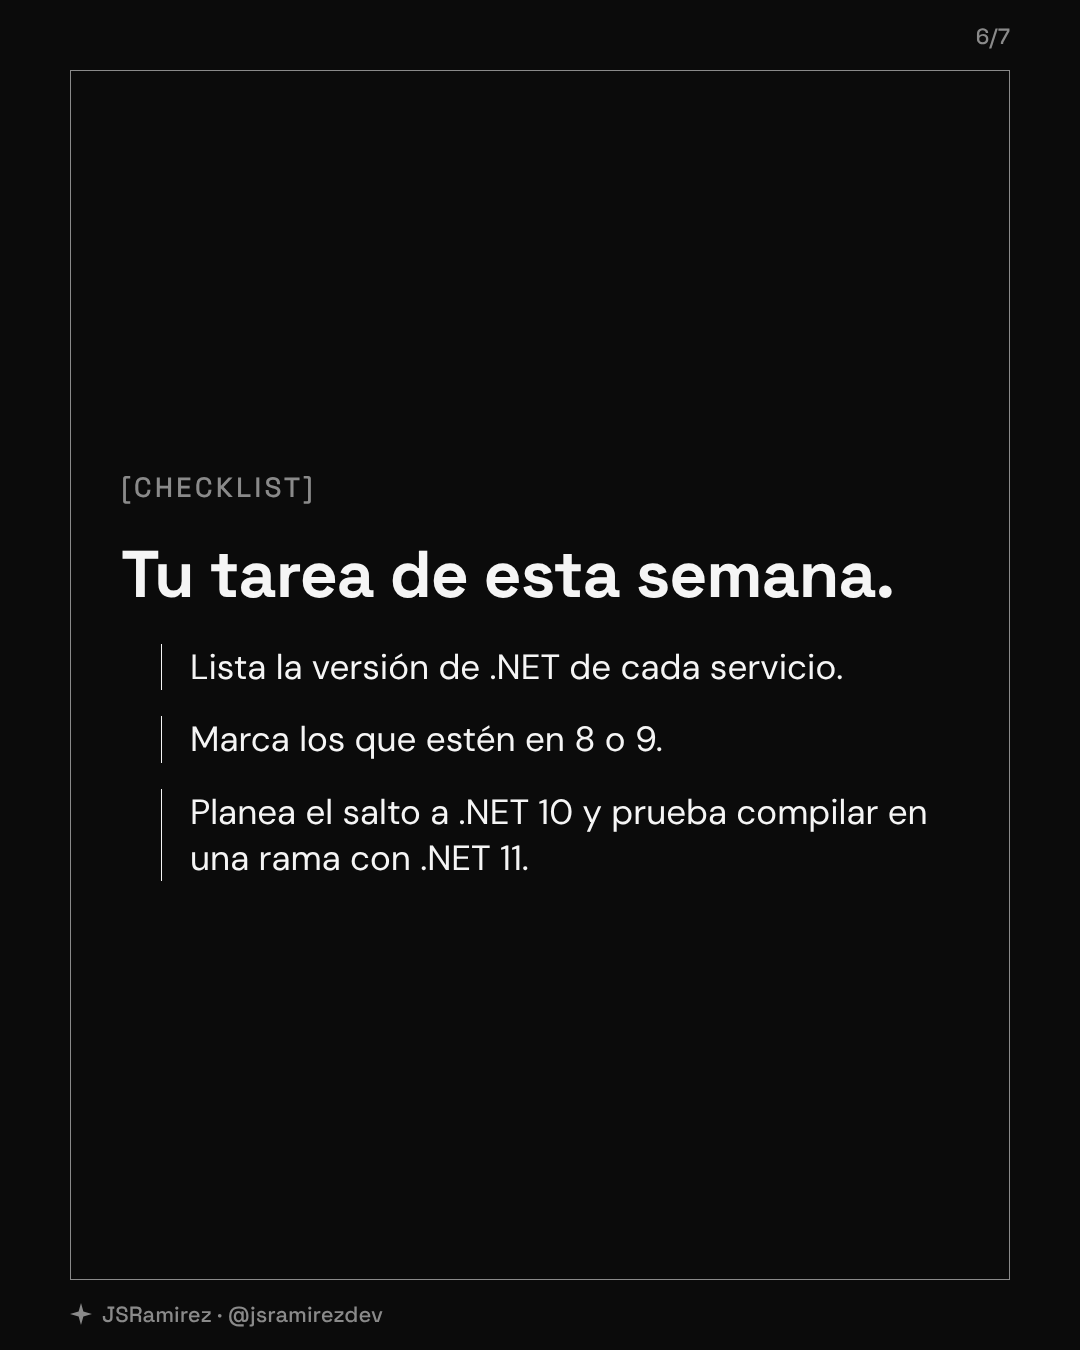 6/7
[CHECKLIST]
Tu tarea de esta semana.
Lista la versión de .NET de cada servicio.
Marca los que estén en 8 o 9.
Planea el salto a .NET 10 y prueba compilar en
una rama con .NET 11.
JSRamirez · @jsramirezdev